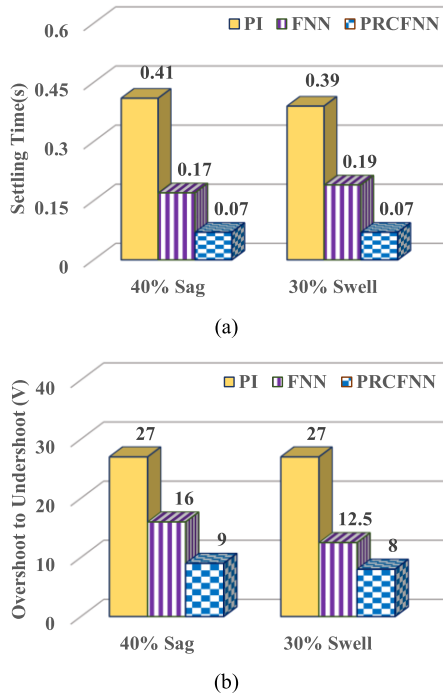 0.6
PI FNN PRCFNN
0.45
0.41
0.39
0.3
0.17
0.19
0.15
0.07
0.07
0
Settling Time(s)
40% Sag
30% Swell
(a)
40
PI FNN PRCFNN
30
27
27
20
16
12.5
10
9
8
0
Overshoot to Undershoot (V)
40% Sag
30% Swell
(b)